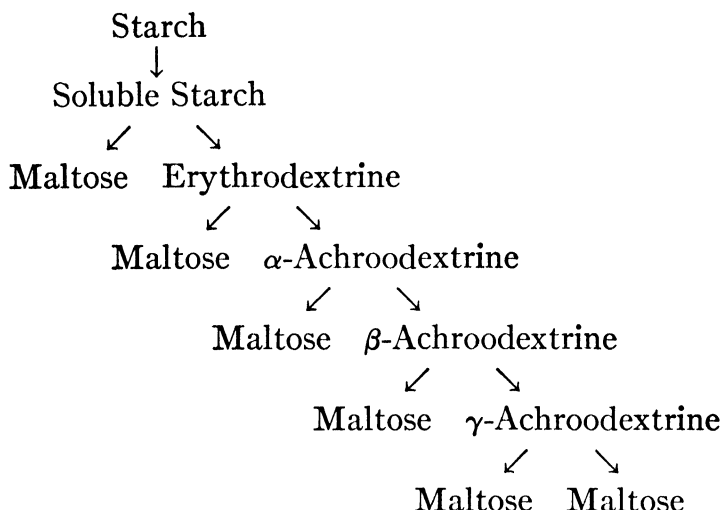 Starch
↓
Soluble Starch
↙ ↘
Maltose Erythrodextrine
↙ ↘
Maltose α-Achroodextrine
↙ ↘
Maltose β-Achroodextrine
↙ ↘
Maltose γ-Achroodextrine
↙ ↘
Maltose Maltose